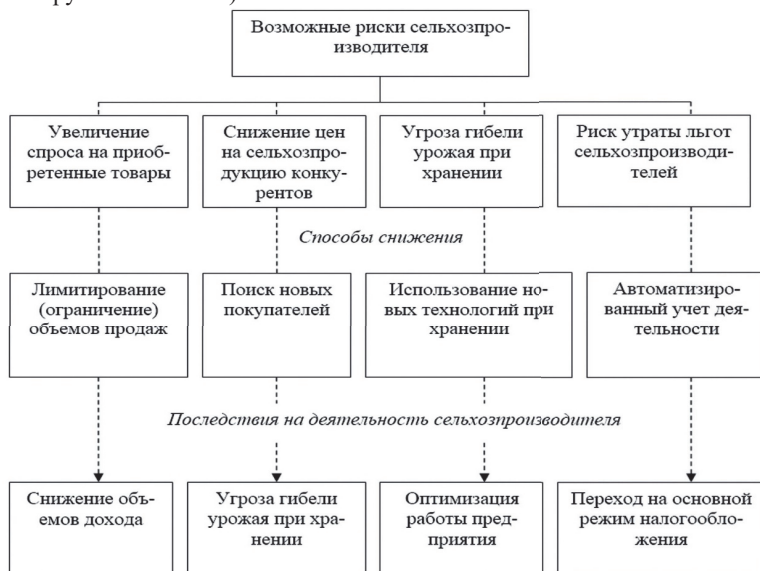 Возможные риски сельхозпро-
изводителя
Увеличение
спроса на приоб-
ретенные товары
Снижение цен
на сельхозпро-
дукцию конку-
рентов
Угроза гибели
урожая при
хранении
Риск утраты льгот
сельхозпроизводи-
телей
Способы снижения
Лимитирование
(ограничение)
объемов продаж
Поиск новых
покупателей
Использование но-
вых технологий при
хранении
Автоматизиро-
ванный учет дея-
тельности
Последствия на деятельность сельхозпроизводителя
Снижение объ-
емов дохода
Угроза гибели
урожая при хра-
нении
Оптимизация
работы пред-
приятия
Переход на основной
режим налогообло-
жения